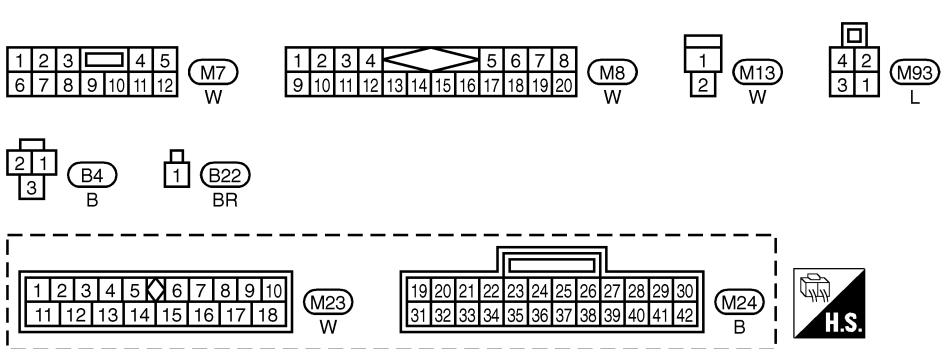 1 2 3 4 5
6 7 8 9 10 11 12
M7
W
1 2 3 4 5 6 7 8
9 10 11 12 13 14 15 16 17 18 19 20
M8
W
1
2
M13
W
4 2
3 1
M93
L
2 1
3
B4
B
1
B22
BR
1 2 3 4 5 6 7 8 9 10
11 12 13 14 15 16 17 18
M23
W
19 20 21 22 23 24 25 26 27 28 29 30
31 32 33 34 35 36 37 38 39 40 41 42
M24
B
H.S.